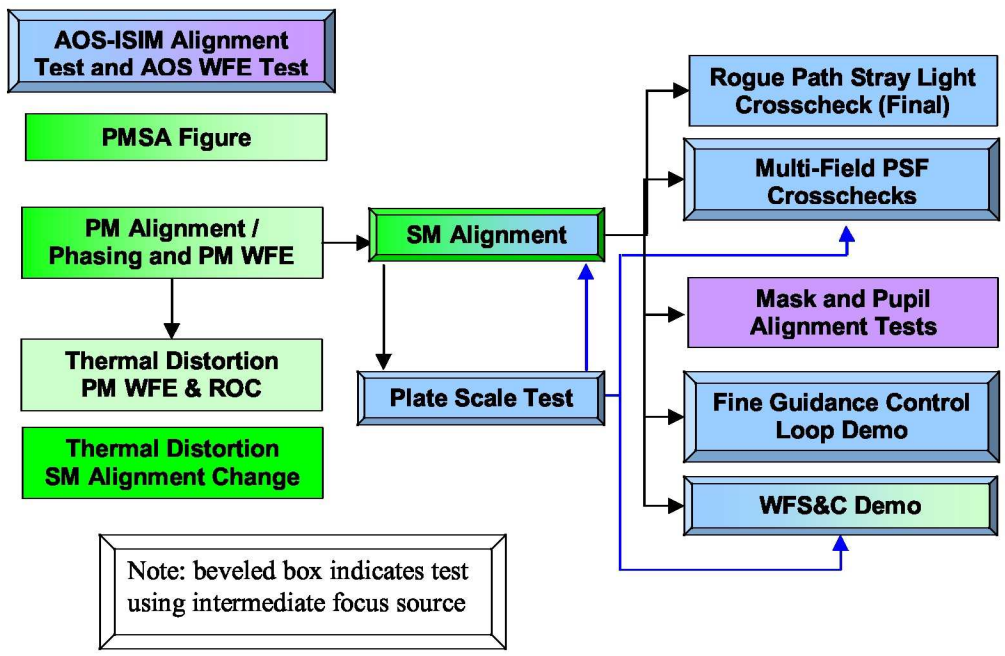 AOS-ISIM Alignment
Test and AOS WFE Test
PMSA Figure
PM Alignment /
Phasing and PM WFE
Thermal Distortion
PM WFE & ROC
Thermal Distortion
SM Alignment Change
SM Alignment
Plate Scale Test
Rogue Path Stray Light
Crosscheck (Final)
Multi-Field PSF
Crosschecks
Mask and Pupil
Alignment Tests
Fine Guidance Control
Loop Demo
WFS&C Demo
Note: beveled box indicates test
using intermediate focus source